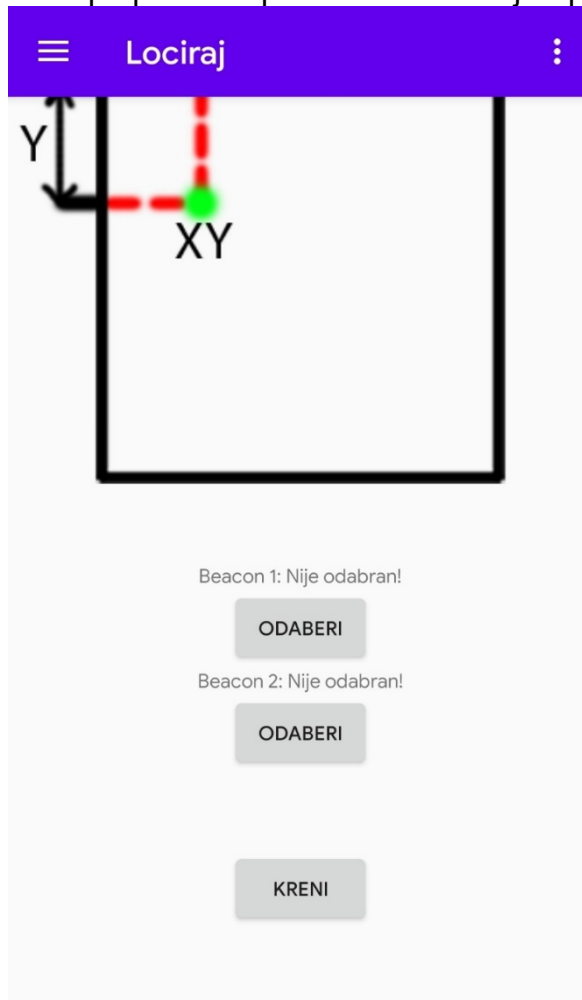 Lociraj
Y
XY
Beacon 1: Nije odabran!
ODABERI
Beacon 2: Nije odabran!
ODABERI
KRENI